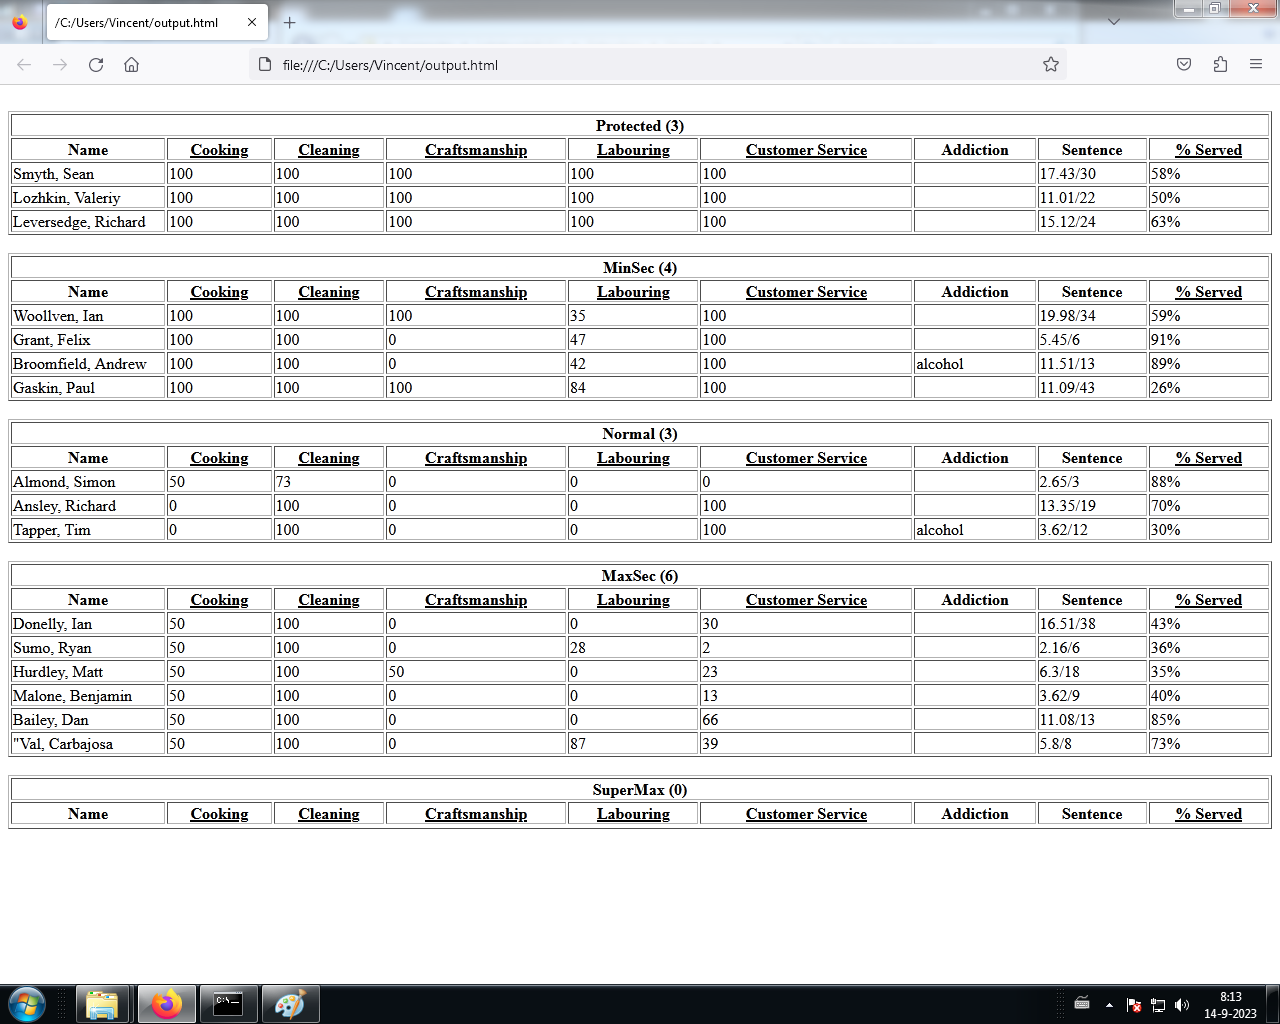 /C:/Users/Vincent/output.html
file:///C:/Users/Vincent/output.html
Protected (3)
Name Cooking Cleaning Craftsmanship Labouring Customer Service Addiction Sentence % Served
Smyth, Sean 100 100 100 100 100 17.43/30 58%
Lozhkin, Valeriy 100 100 100 100 100 11.01/22 50%
Leversedge, Richard 100 100 100 100 100 15.12/24 63%
MinSec (4)
Name Cooking Cleaning Craftsmanship Labouring Customer Service Addiction Sentence % Served
Woollven, Ian 100 100 100 35 100 19.98/34 59%
Grant, Felix 100 100 0 47 100 5.45/6 91%
Broomfield, Andrew 100 100 0 42 100 alcohol 11.51/13 89%
Gaskin, Paul 100 100 100 84 100 11.09/43 26%
Normal (3)
Name Cooking Cleaning Craftsmanship Labouring Customer Service Addiction Sentence % Served
Almond, Simon 50 73 0 0 0 2.65/3 88%
Ansley, Richard 0 100 0 0 100 13.35/19 70%
Tapper, Tim 0 100 0 0 100 alcohol 3.62/12 30%
MaxSec (6)
Name Cooking Cleaning Craftsmanship Labouring Customer Service Addiction Sentence % Served
Donelly, Ian 50 100 0 0 30 16.51/38 43%
Sumo, Ryan 50 100 0 28 2 2.16/6 36%
Hurdley, Matt 50 100 50 0 23 6.3/18 35%
Malone, Benjamin 50 100 0 0 13 3.62/9 40%
Bailey, Dan 50 100 0 0 66 11.08/13 85%
"Val, Carbajosa 50 100 0 87 39 5.8/8 73%
SuperMax (0)
Name Cooking Cleaning Craftsmanship Labouring Customer Service Addiction Sentence % Served
C:\
8:13
14-9-2023